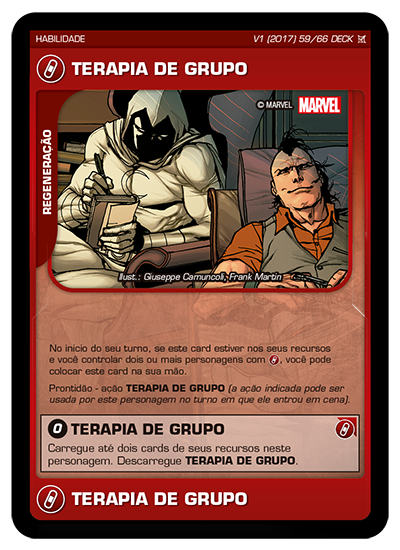 HABILIDADE
V1 (2017) 59/66 DECK
TERAPIA DE GRUPO
© MARVEL MARVEL
REGENERAÇÃO
Illust.: Giuseppe Camuncoli, Frank Martin
No início do seu turno, se este card estiver nos seus recursos
e você controlar dois ou mais personagens com , você pode
colocar este card na sua mão.
Prontidão - ação TERAPIA DE GRUPO (a ação indicada pode ser
usada por este personagem no turno em que ele entrou em cena).
0 TERAPIA DE GRUPO
Carregue até dois cards de seus recursos neste
personagem. Descarregue TERAPIA DE GRUPO.
TERAPIA DE GRUPO